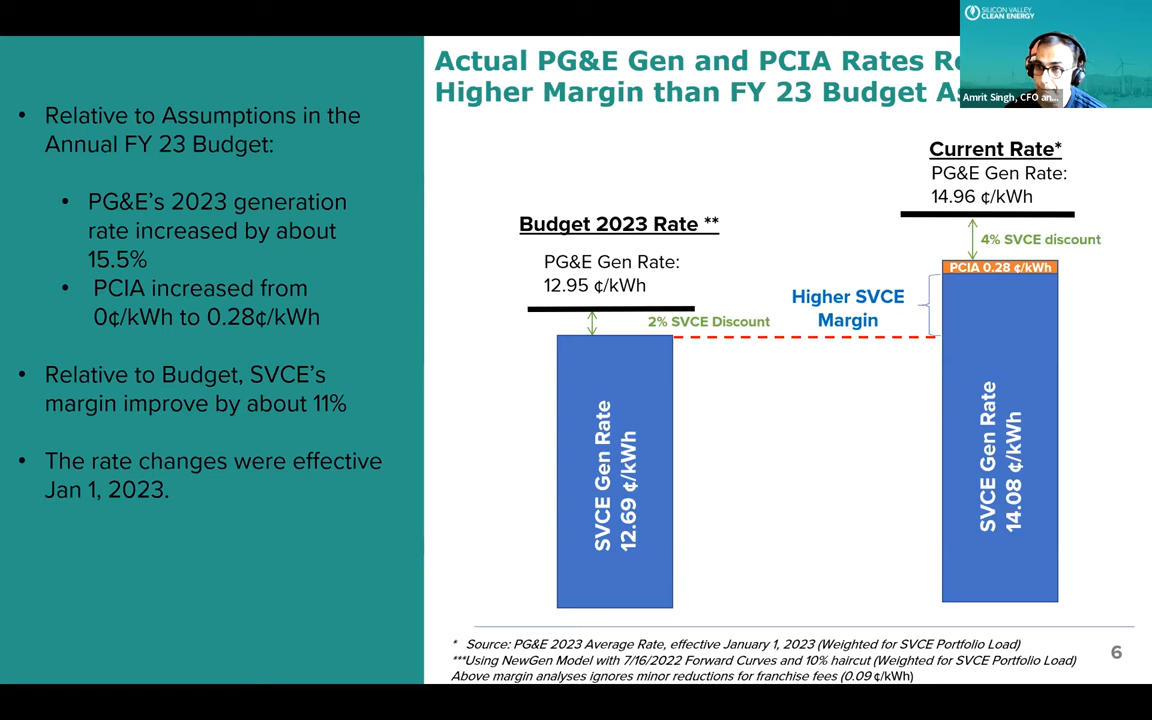 SILICON VALLEY
CLEAN ENERGY
Amrit Singh, CFO an...
Actual PG&E Gen and PCIA Rates
Higher Margin than FY 23 Budget
• Relative to Assumptions in the
Annual FY 23 Budget:
• PG&E's 2023 generation
rate increased by about
15.5%
• PCIA increased from
0¢/kWh to 0.28¢/kWh
• Relative to Budget, SVCE's
margin improve by about 11%
• The rate changes were effective
Jan 1, 2023.
Budget 2023 Rate **
PG&E Gen Rate:
12.95 ¢/kWh
2% SVCE Discount
SVCE Gen Rate
12.69 ¢/kWh
Higher SVCE
Margin
Current Rate*
PG&E Gen Rate:
14.96 ¢/kWh
4% SVCE discount
PCIA 0.28 ¢/kWh
SVCE Gen Rate
14.08 ¢/kWh
* Source: PG&E 2023 Average Rate, effective January 1, 2023 (Weighted for SVCE Portfolio Load)
***Using NewGen Model with 7/16/2022 Forward Curves and 10% haircut (Weighted for SVCE Portfolio Load)
Above margin analyses ignores minor reductions for franchise fees (0.09 ¢/kWh)
6